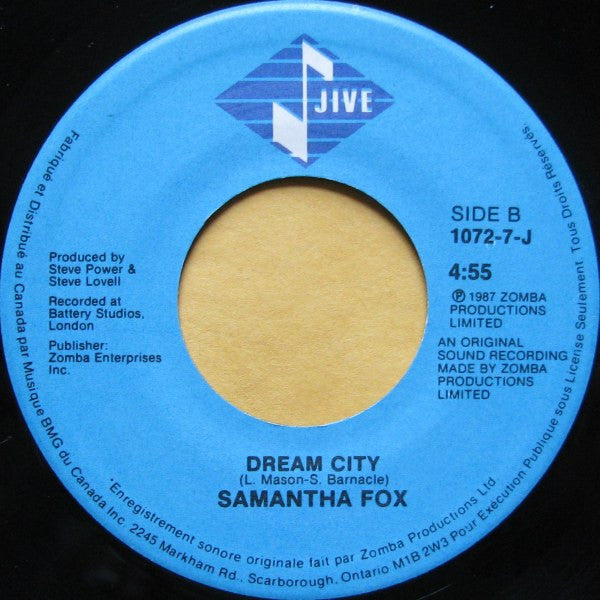 JIVE
SIDE B
1072-7-J
4:55
℗ 1987 ZOMBA
PRODUCTIONS
LIMITED
AN ORIGINAL
SOUND RECORDING
MADE BY ZOMBA
PRODUCTIONS
LIMITED
Produced by
Steve Power &
Steve Lovell
Recorded at
Battery Studios,
London
Publisher:
Zomba Enterprises
Inc.
DREAM CITY
(L. Mason-S. Barnacle)
SAMANTHA FOX
*Enregistrement sonore originale fait par Zomba Productions Ltd
Fabriqué et Distribué au Canada par Musique BMG du Canada Inc. 2245 Markham Rd., Scarborough, Ontario M1B 2W3 Pour Exécution Publique sous License Seulement. Tous Droits Réservés.